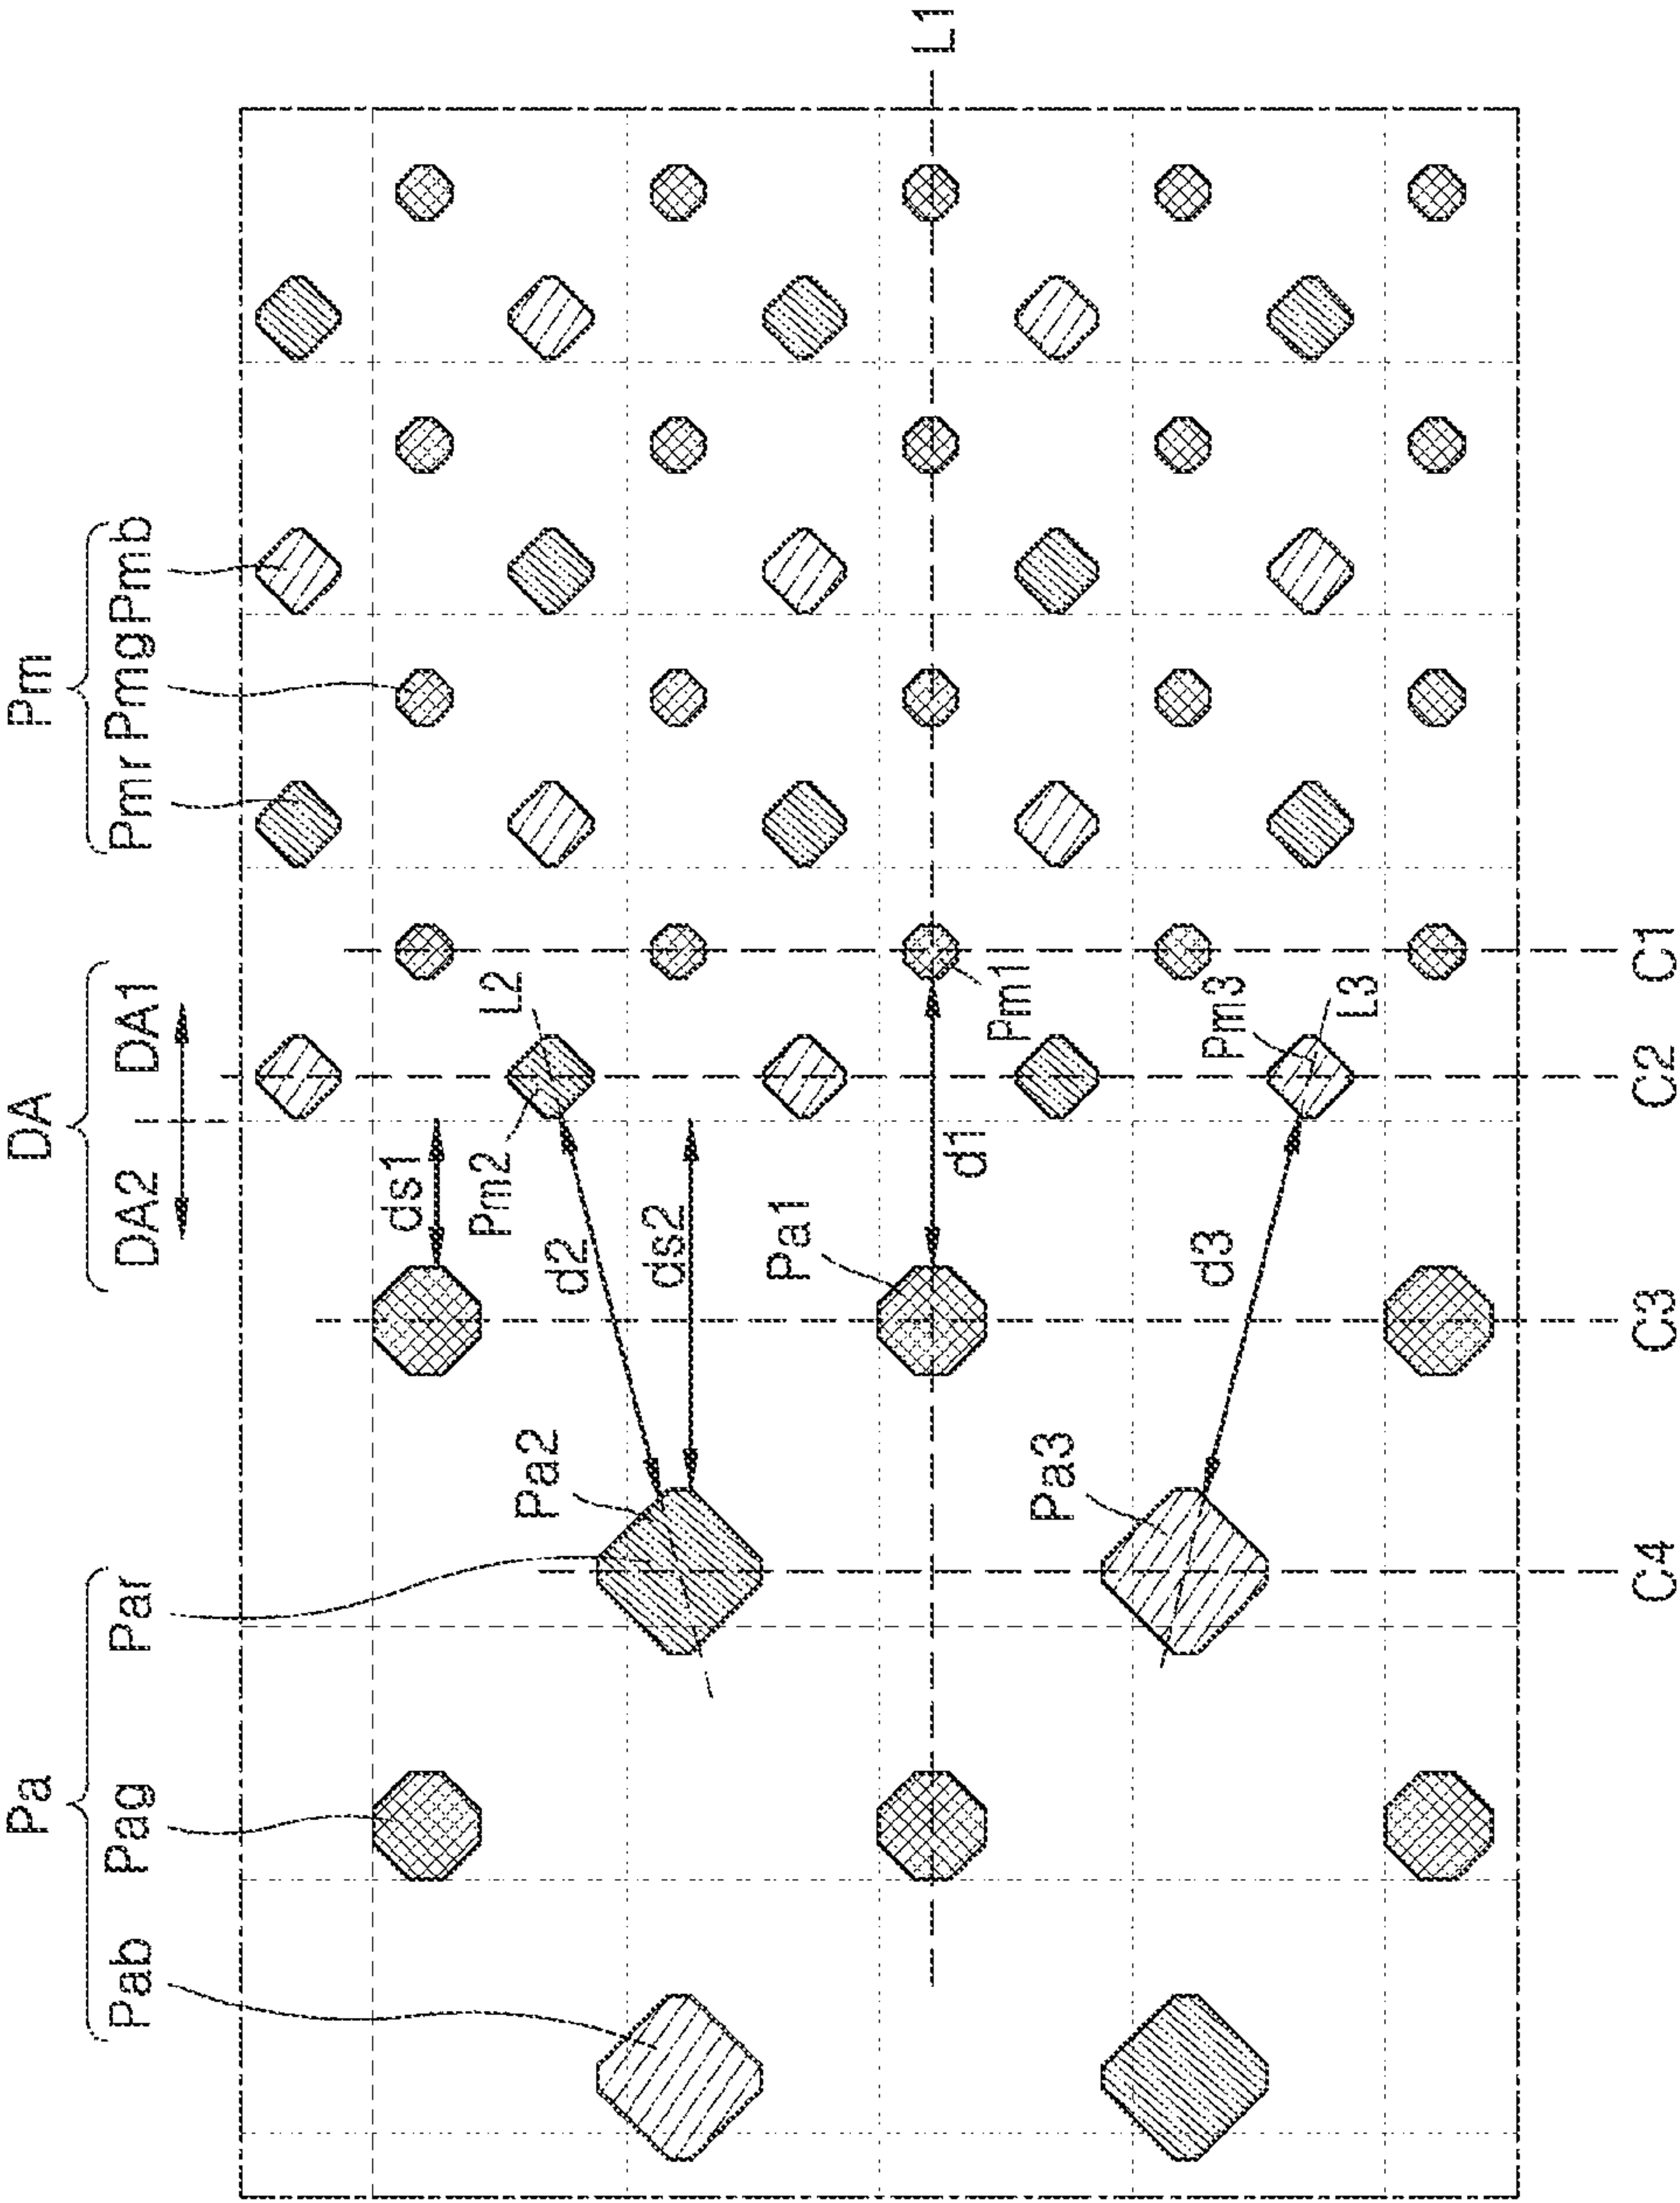 Pa
DA
Pm
Pab Pag Par
DA2 DA1
Pmr Pmg Pmb
L1
ds1
L2
Pm2
d2
ds2
Pa2
Pa1
d1
Pm1
Pa3
d3
Pm3
L3
C4 C3 C2 C1